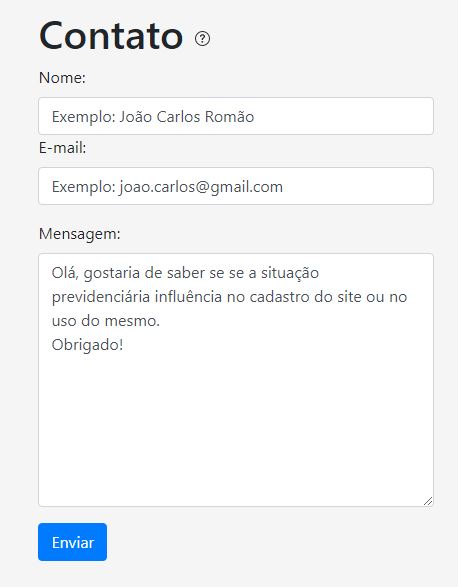 Contato
Nome:
Exemplo: João Carlos Romão
E-mail:
Exemplo: joao.carlos@gmail.com
Mensagem:
Olá, gostaria de saber se se a situação
previdenciária influência no cadastro do site ou no
uso do mesmo.
Obrigado!
Enviar